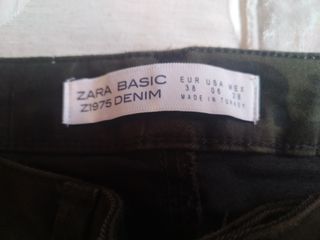 ZARA BASIC
Z1975 DENIM
EUR USA MEX
38 06 28
MADE IN TURKEY